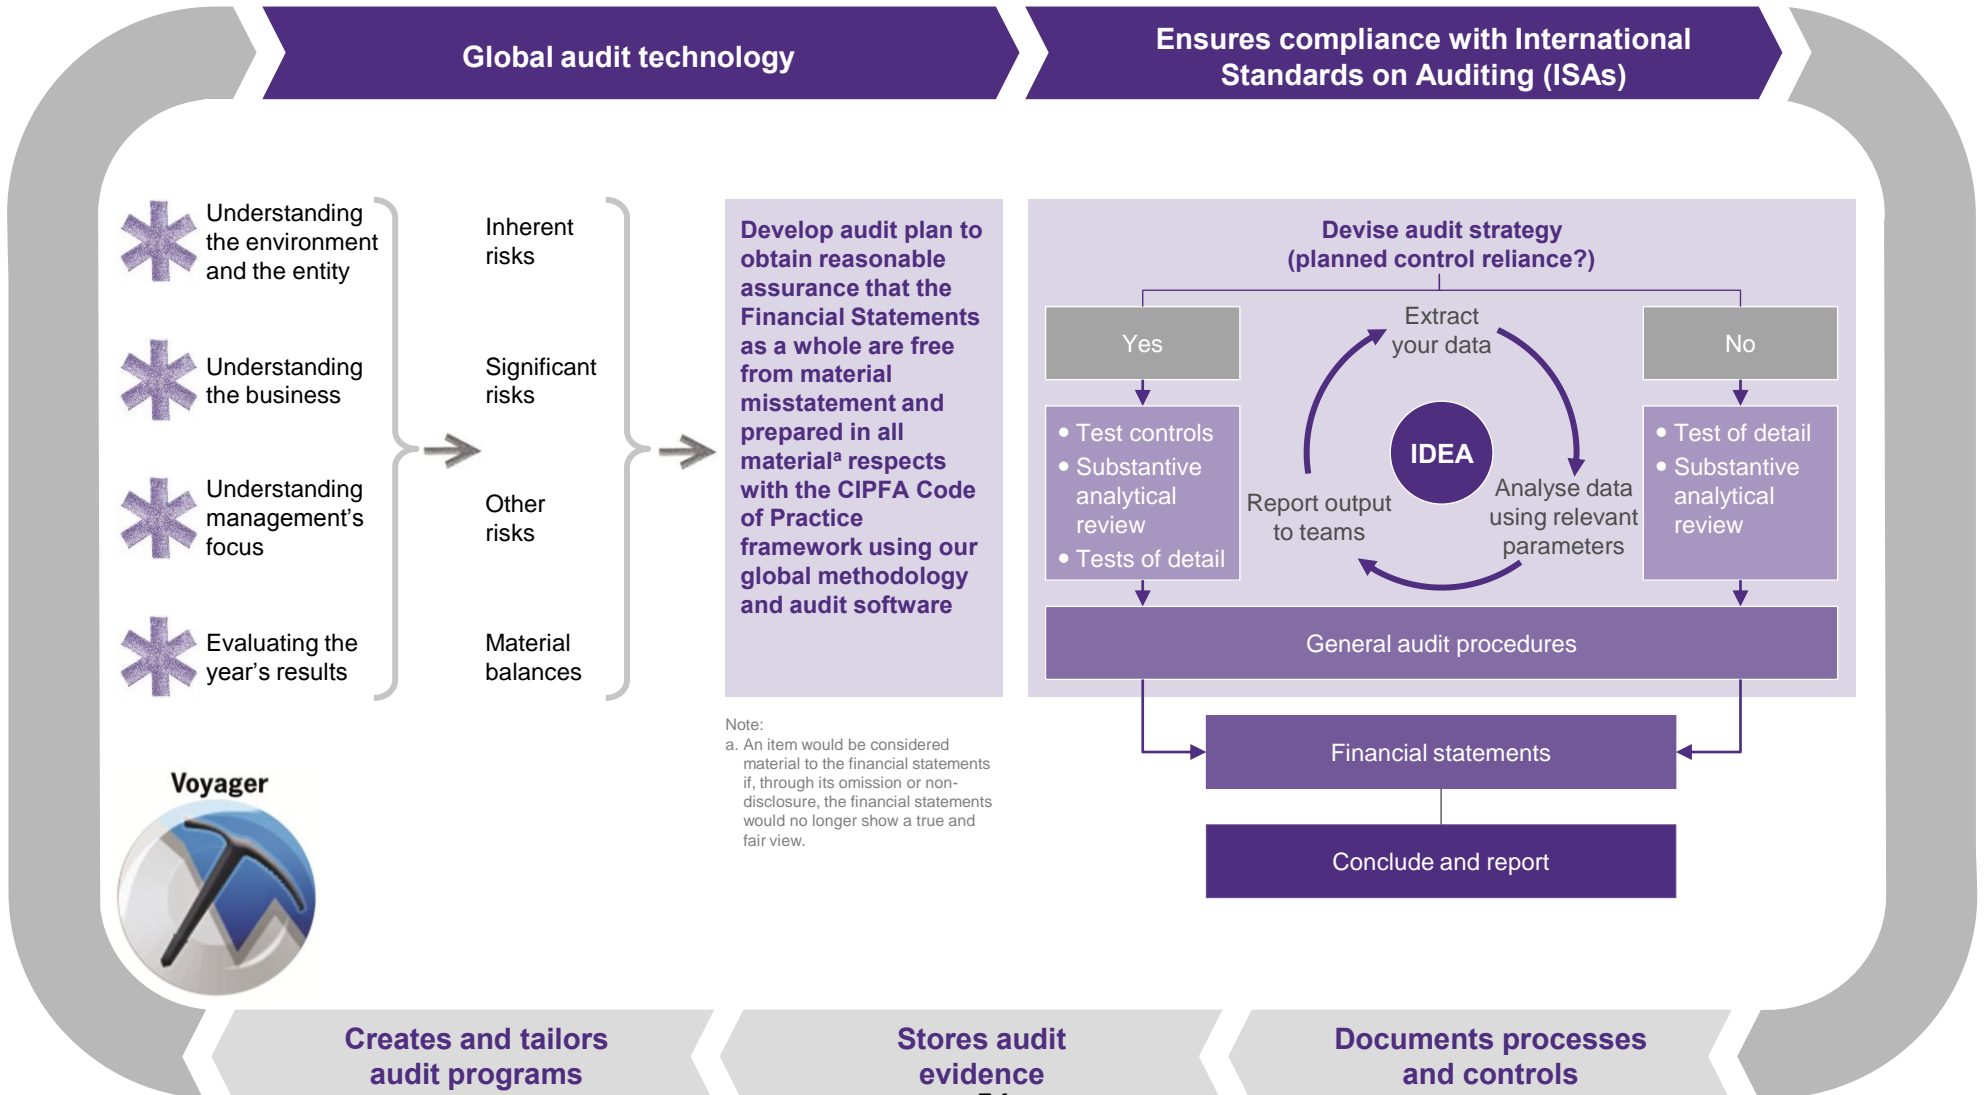 Global audit technology
Ensures compliance with International
Standards on Auditing (ISAs)
Understanding
the environment
and the entity
Understanding
the business
Understanding
management’s
focus
Evaluating the
year’s results
Inherent
risks
Significant
risks
Other
risks
Material
balances
Develop audit plan to
obtain reasonable
assurance that the
Financial Statements
as a whole are free
from material
misstatement and
prepared in all
materialᵃ respects
with the CIPFA Code
of Practice
framework using our
global methodology
and audit software
Note:
a. An item would be considered
material to the financial statements
if, through its omission or non-
disclosure, the financial statements
would no longer show a true and
fair view.
Devise audit strategy
(planned control reliance?)
Yes
• Test controls
• Substantive
analytical
review
• Tests of detail
Extract
your data
IDEA
Analyse data
using relevant
parameters
Report output
to teams
No
• Test of detail
• Substantive
analytical
review
General audit procedures
Financial statements
Conclude and report
Voyager
Creates and tailors
audit programs
Stores audit
evidence
Documents processes
and controls